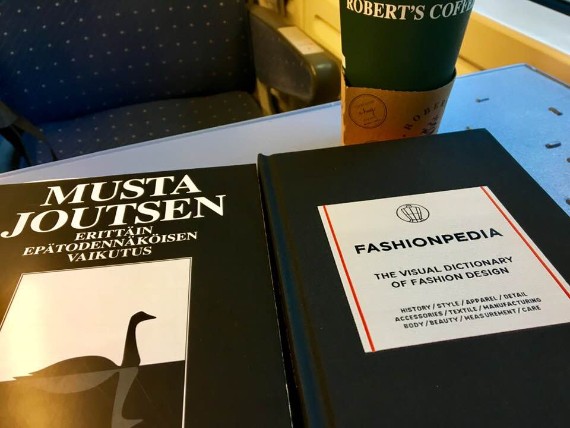 ROBERT'S COFFEE
MUSTA
JOUTSEN
ERITTÄIN
EPÄTODENNÄKÖISEN
VAIKUTUS
FASHIONPEDIA
THE VISUAL DICTIONARY
OF FASHION DESIGN
HISTORY / STYLE / APPAREL / DETAIL
ACCESSORIES / TEXTILE / MANUFACTURING
BODY / BEAUTY / MEASUREMENT / CARE